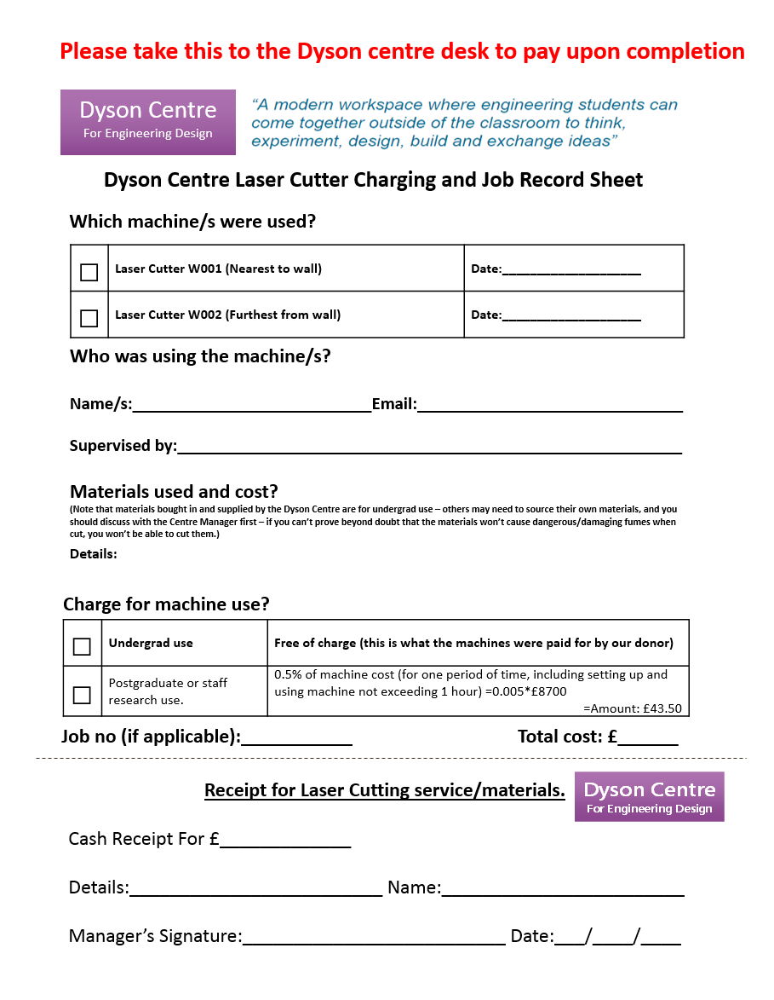 Please take this to the Dyson centre desk to pay upon completion
Dyson Centre
For Engineering Design
“A modern workspace where engineering students can
come together outside of the classroom to think,
experiment, design, build and exchange ideas”
Dyson Centre Laser Cutter Charging and Job Record Sheet
Which machine/s were used?
☐ Laser Cutter W001 (Nearest to wall) Date:____________________
☐ Laser Cutter W002 (Furthest from wall) Date:____________________
Who was using the machine/s?
Name/s:____________________________Email:_______________________________
Supervised by:___________________________________________________________
Materials used and cost?
(Note that materials bought in and supplied by the Dyson Centre are for undergrad use – others may need to source their own materials, and you
should discuss with the Centre Manager first – if you can’t prove beyond doubt that the materials won’t cause dangerous/damaging fumes when
cut, you won’t be able to cut them.)
Details:
Charge for machine use?
☐ Undergrad use Free of charge (this is what the machines were paid for by our donor)
☐ Postgraduate or staff
research use.
0.5% of machine cost (for one period of time, including setting up and
using machine not exceeding 1 hour) =0.005*£8700
=Amount: £43.50
Job no (if applicable):___________ Total cost: £______
Receipt for Laser Cutting service/materials.
Dyson Centre
For Engineering Design
Cash Receipt For £_____________
Details:_________________________ Name:________________________
Manager’s Signature:__________________________ Date:___/____/____